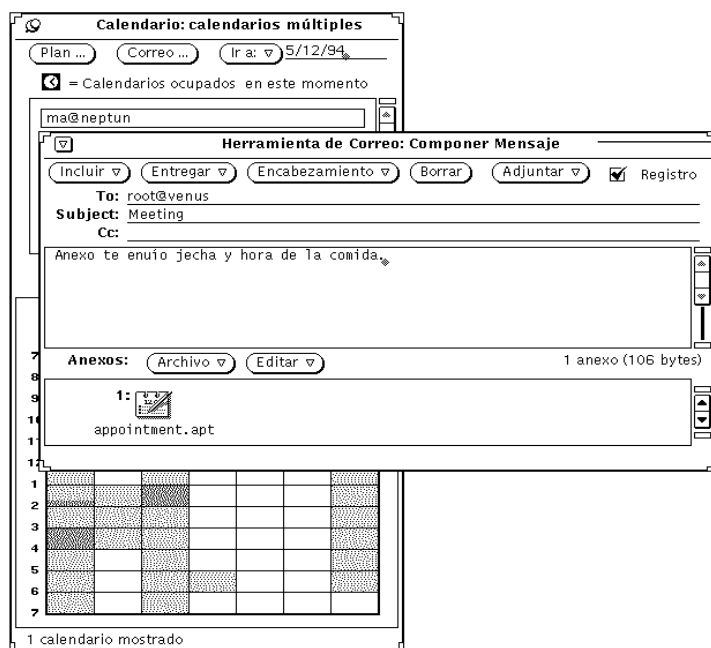 Calendario: calendarios múltiples
Plan ... Correo ... Ir a: 5/12/94
= Calendarios ocupados en este momento
ma@neptun
Herramienta de Correo: Componer Mensaje
Incluir Entregar Encabezamiento Borrar Adjuntar Registro
To: root@venus
Subject: Meeting
Cc:
Anexo te enuío jecha y hora de la comida.
Anexos: Archivo Editar 1 anexo (106 bytes)
1:
appointment.apt
7
8
9
1
2
3
4
5
6
7
1 calendario mostrado